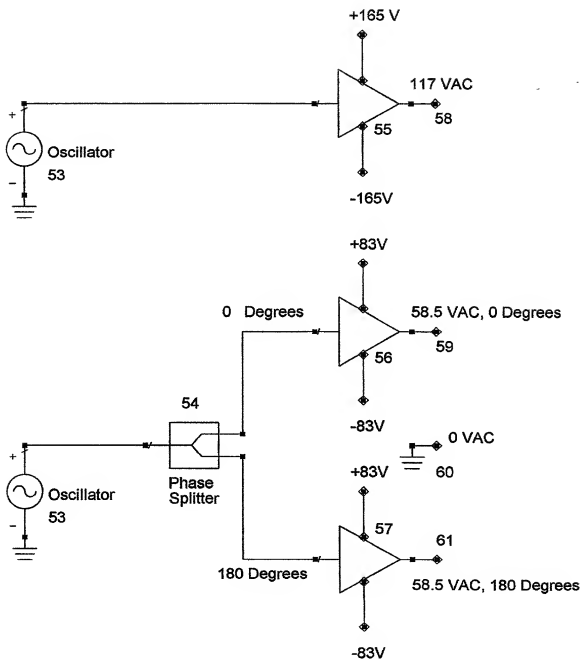 +165 V
117 VAC
58
55
+
Oscillator
53
–
-165V
+83V
0 Degrees
58.5 VAC, 0 Degrees
59
56
54
-83V
0 VAC
60
+
Oscillator
53
–
Phase
Splitter
+83V
57
61
180 Degrees
58.5 VAC, 180 Degrees
-83V